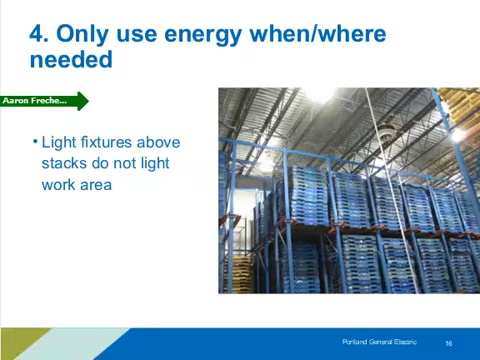 4. Only use energy when/where
needed
Aaron Freche...
• Light fixtures above
stacks do not light
work area
Portland General Electric
16